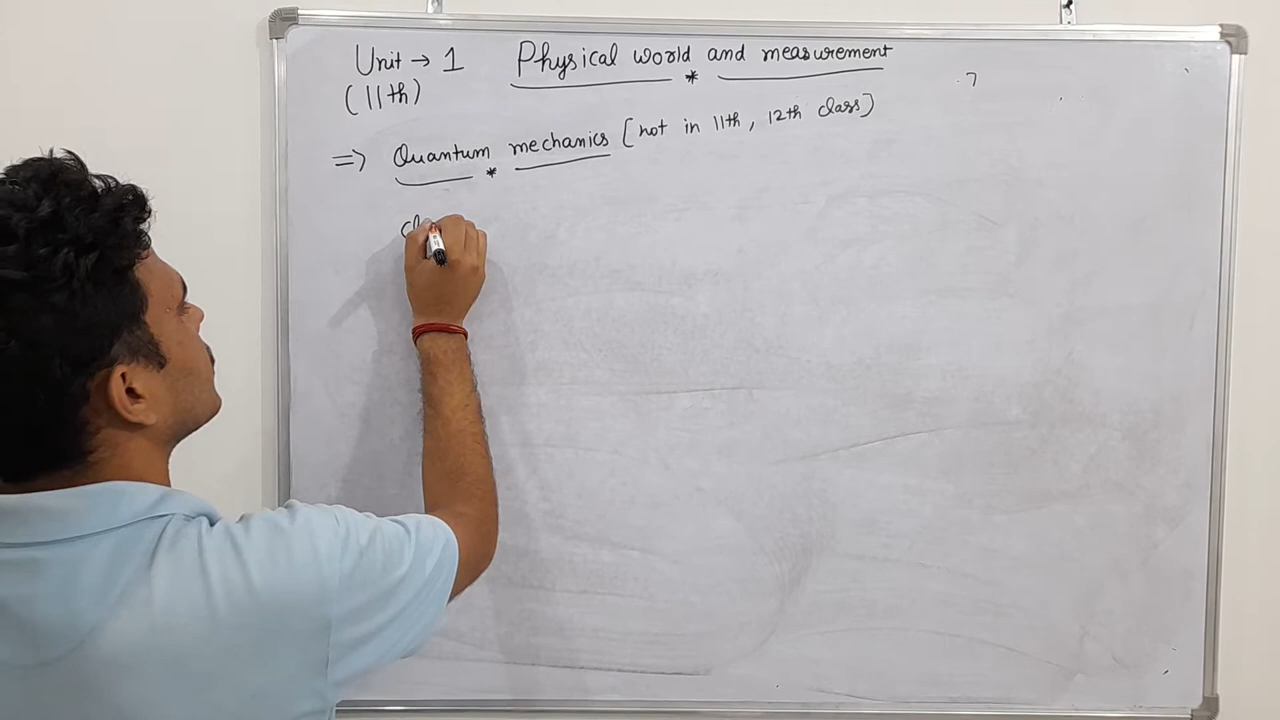 Unit → 1 Physical world and measurement
(11th) *
⇒ Quantum mechanics [not in 11th, 12th class)
*